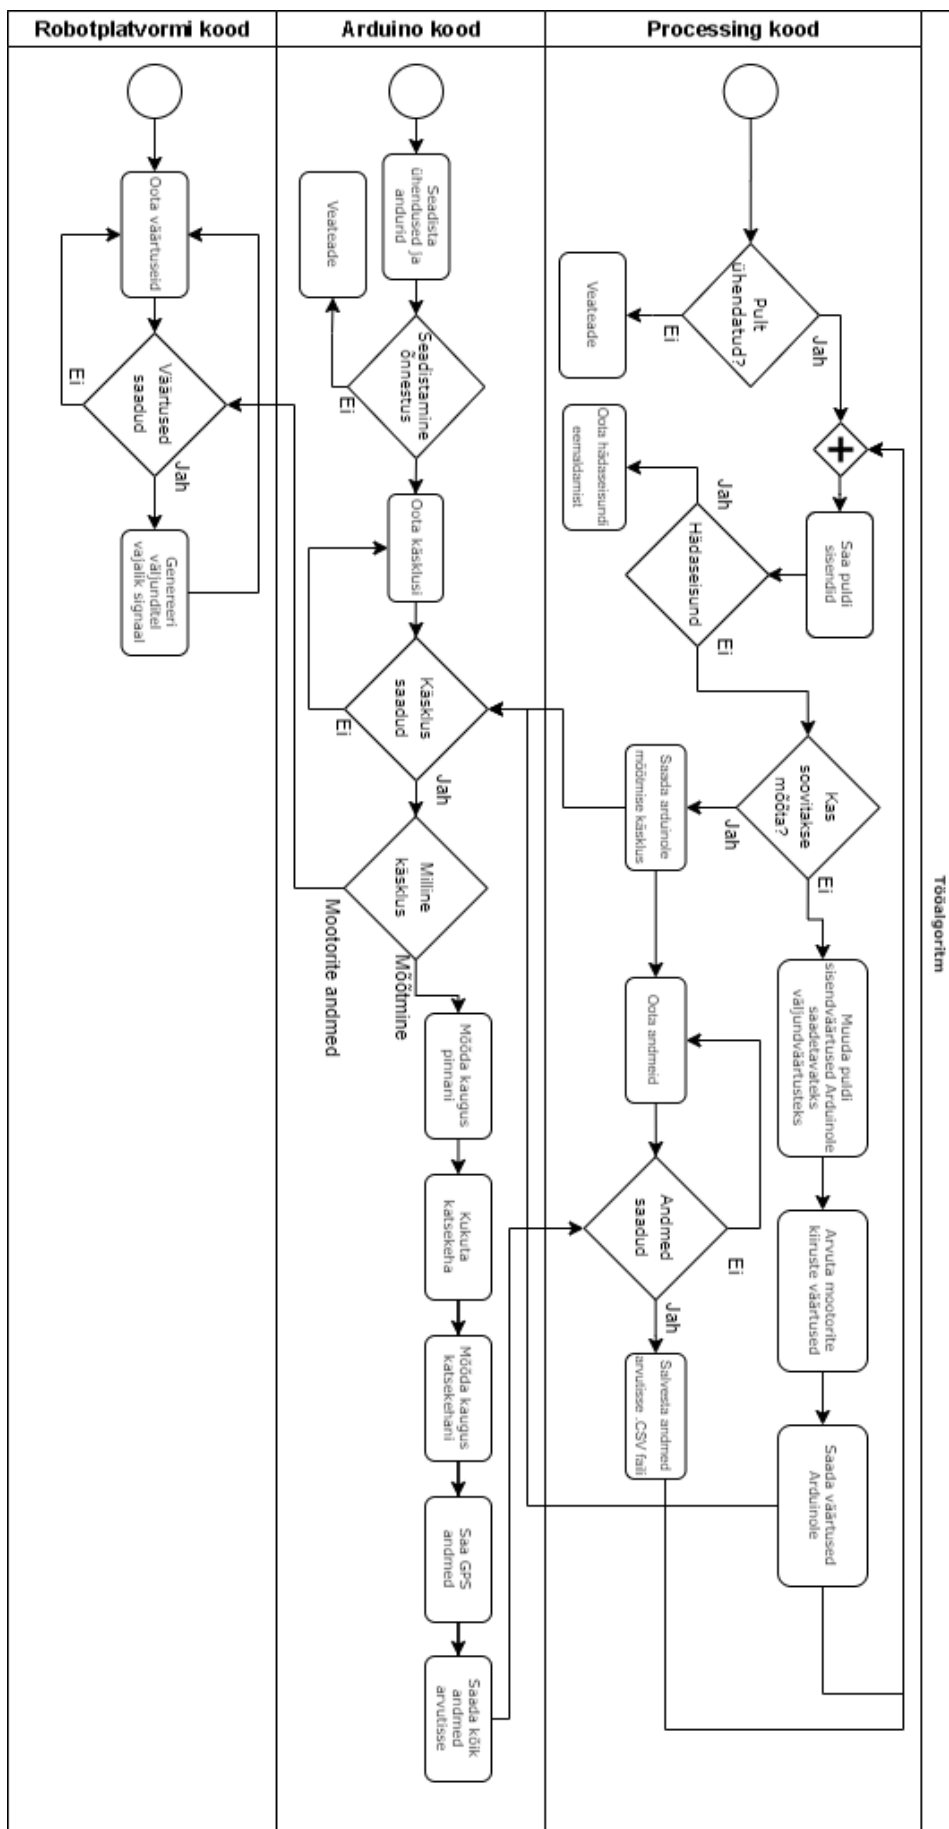 Tööalgoritm
Robotplatvormi kood
Arduino kood
Processing kood
Pult
ühendatud?
Jah
Ei
Veateade
Saa puldi
sisendid
Hädaseisund
Jah
Ei
Oota hädaseisundi
eemaldamist
Kas
soovitakse
mõõta?
Jah
Ei
Saada arduinole
mõõtmise käsklus
Muuda puldi
sisendväärtused Arduinole
saadetavateks
väljundväärtusteks
Oota andmeid
Arvuta mootorite
kiiruste väärtused
Andmed
saadud
Ei
Jah
Salvesta andmed
arvutisse .CSV faili
Saada väärtused
Arduinole
Seadista
ühendused ja
andurid
Veateade
Seadistamine
õnnestus
Ei
Oota käsklusi
Käsklus
saadud
Ei
Jah
Milline
käsklus
Mõõtmine
Mootorite andmed
Mõõda kaugus
pinnani
Kukuta
katsekeha
Mõõda kaugus
katsekehani
Saa GPS
andmed
Saada kõik
andmed
arvutisse
Oota väärtuseid
Väärtused
saadud
Ei
Jah
Genereeri
väljunditel
vajalik signaal